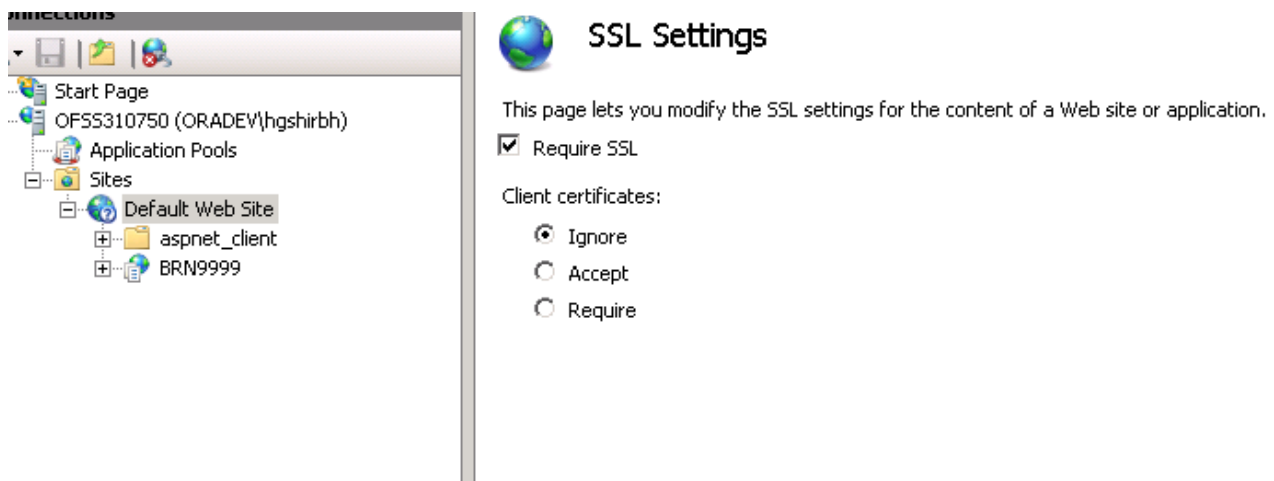 Connections
Start Page
OFSS310750 (ORADEV\hgshirbh)
Application Pools
Sites
Default Web Site
aspnet_client
BRN9999
SSL Settings
This page lets you modify the SSL settings for the content of a Web site or application.
Require SSL
Client certificates:
Ignore
Accept
Require